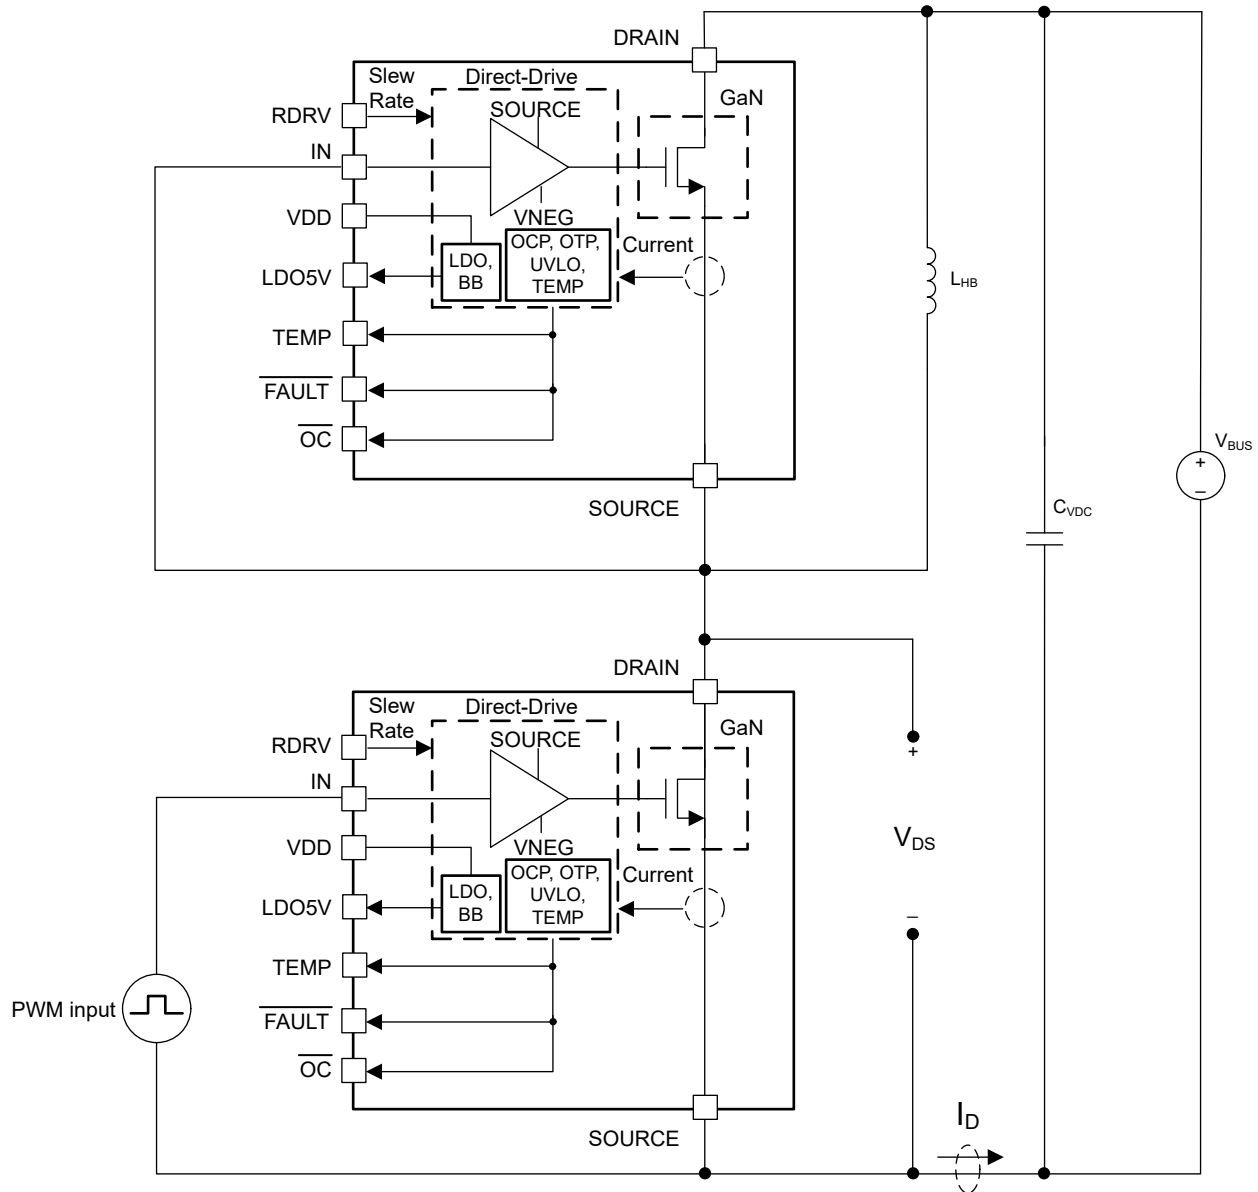 DRAIN
Slew
Rate
Direct-Drive
RDRV
SOURCE
GaN
IN
VDD
VNEG
LDO,
BB
OCP, OTP,
UVLO,
TEMP
Current
LDO5V
TEMP
FAULT
OC
SOURCE
LHB
VBUS
+
–
CVDC
DRAIN
Slew
Rate
Direct-Drive
RDRV
SOURCE
GaN
IN
VDD
VNEG
LDO,
BB
OCP, OTP,
UVLO,
TEMP
Current
LDO5V
TEMP
FAULT
OC
SOURCE
PWM input
+
VDS
–
ID